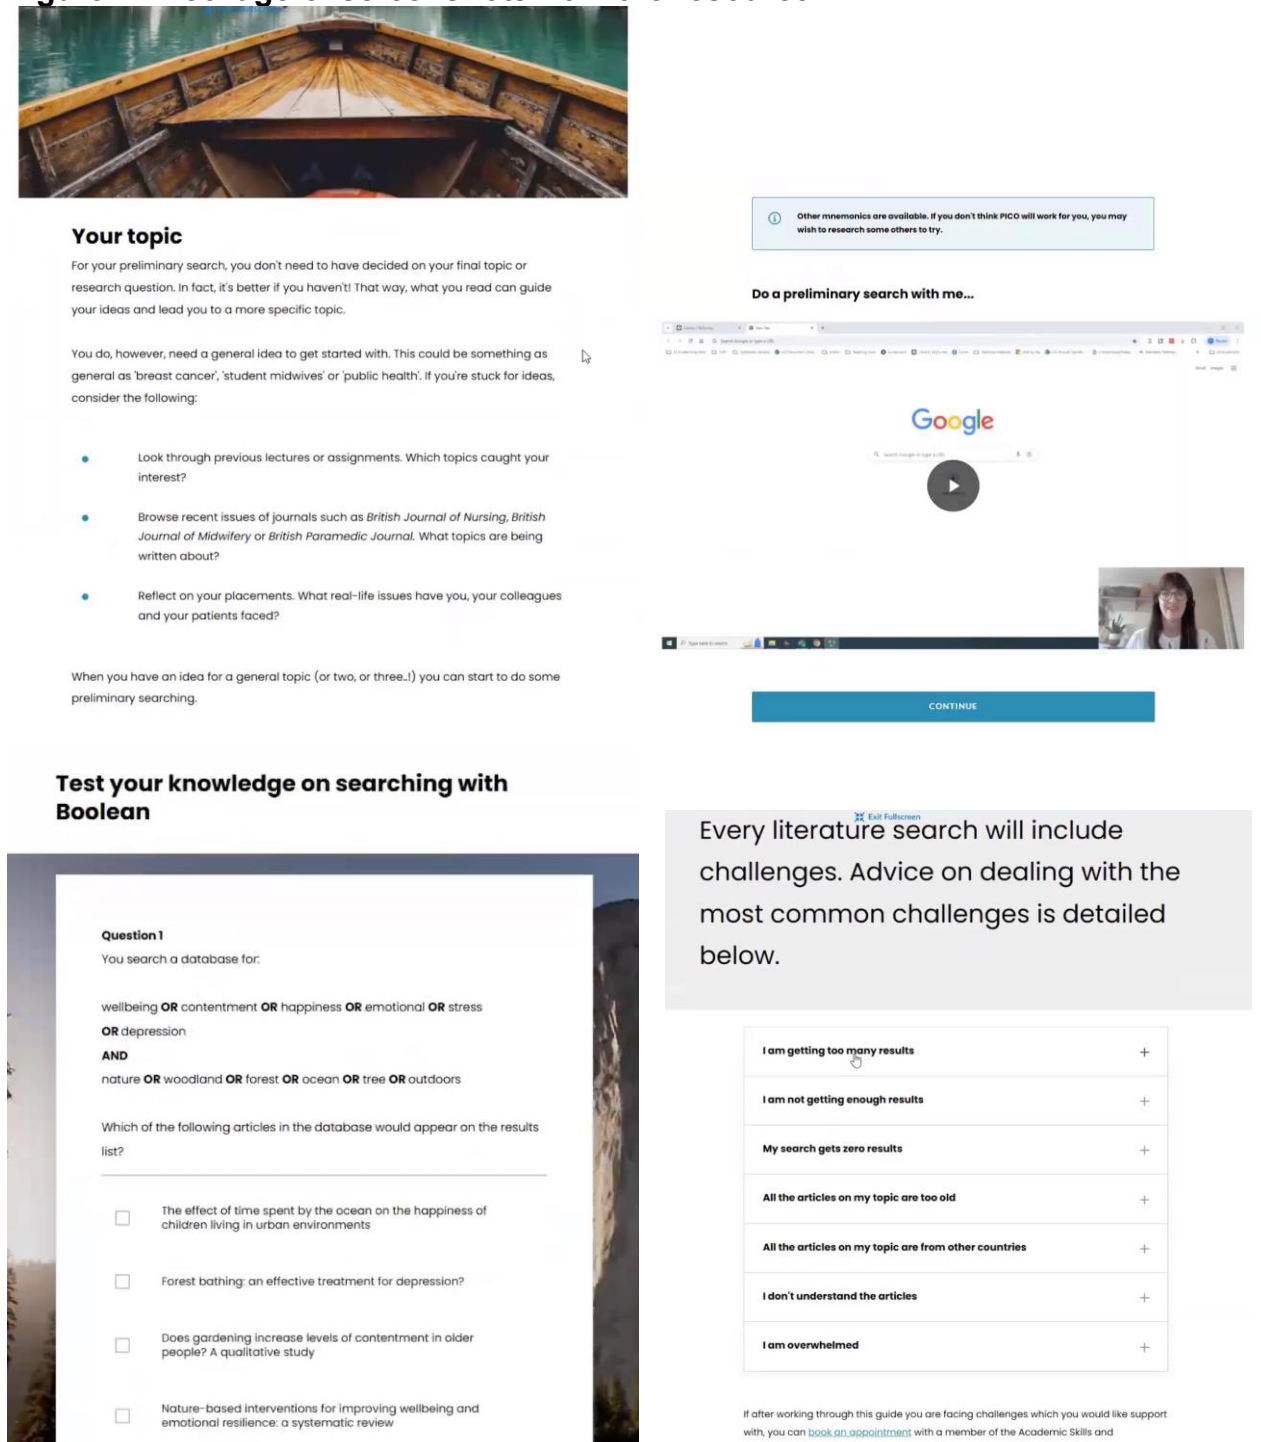 Exit Fullscreen
Your topic
For your preliminary search, you don't need to have decided on your final topic or
research question. In fact, it's better if you haven't! That way, what you read can guide
your ideas and lead you to a more specific topic.
You do, however, need a general idea to get started with. This could be something as
general as 'breast cancer', 'student midwives' or 'public health'. If you're stuck for ideas,
consider the following:
Look through previous lectures or assignments. Which topics caught your
interest?
Browse recent issues of journals such as British Journal of Nursing, British
Journal of Midwifery or British Paramedic Journal. What topics are being
written about?
Reflect on your placements. What real-life issues have you, your colleagues
and your patients faced?
When you have an idea for a general topic (or two, or three..!) you can start to do some
preliminary searching.
Other mnemonics are available. If you don't think PICO will work for you, you may
wish to research some others to try.
Do a preliminary search with me...
Search Google or type a URL
Google
Search Google or type a URL
Type here to search
CONTINUE
Test your knowledge on searching with
Boolean
Question 1
You search a database for:
wellbeing OR contentment OR happiness OR emotional OR stress
OR depression
AND
nature OR woodland OR forest OR ocean OR tree OR outdoors
Which of the following articles in the database would appear on the results
list?
The effect of time spent by the ocean on the happiness of
children living in urban environments
Forest bathing: an effective treatment for depression?
Does gardening increase levels of contentment in older
people? A qualitative study
Nature-based interventions for improving wellbeing and
emotional resilience: a systematic review
Exit Fullscreen
Every literature search will include
challenges. Advice on dealing with the
most common challenges is detailed
below.
I am getting too many results
I am not getting enough results
My search gets zero results
All the articles on my topic are too old
All the articles on my topic are from other countries
I don't understand the articles
I am overwhelmed
If after working through this guide you are facing challenges which you would like support
with, you can book an appointment with a member of the Academic Skills and